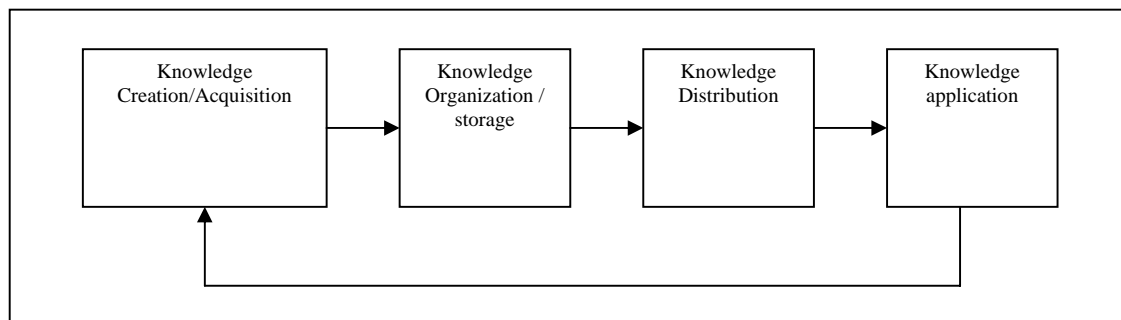 Knowledge
Creation/Acquisition
Knowledge
Organization /
storage
Knowledge
Distribution
Knowledge
application